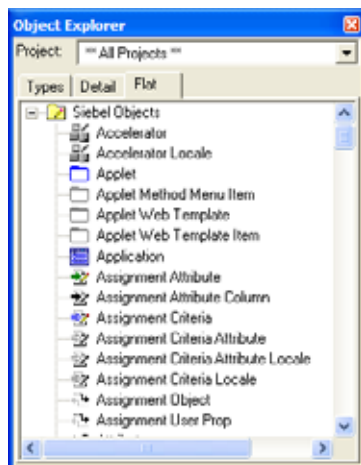 Object Explorer
Project: ** All Projects **
Types Detail Flat
Siebel Objects
Accelerator
Accelerator Locale
Applet
Applet Method Menu Item
Applet Web Template
Applet Web Template Item
Application
Assignment Attribute
Assignment Attribute Column
Assignment Criteria
Assignment Criteria Attribute
Assignment Criteria Attribute Locale
Assignment Criteria Locale
Assignment Object
Assignment User Prop